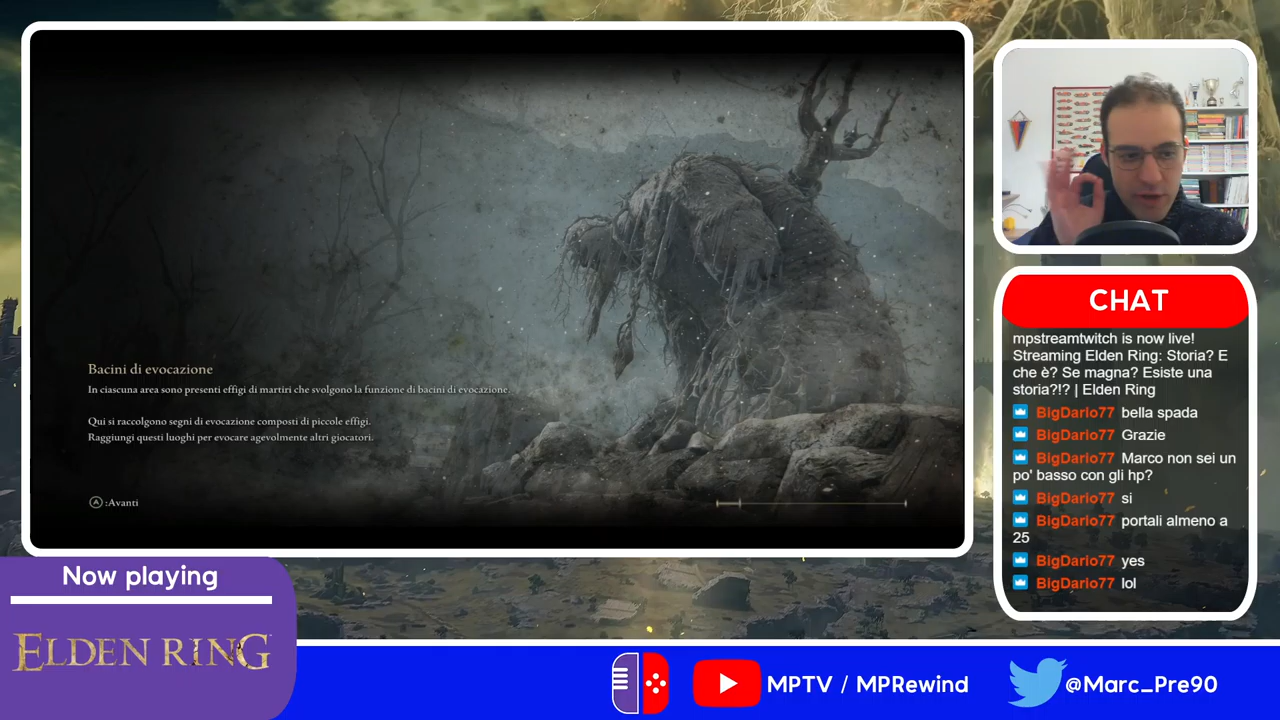 Bacini di evocazione
In ciascuna area sono presenti effigi di martiri che svolgono la funzione di bacini di evocazione.
Qui si raccolgono segni di evocazione composti di piccole effigi.
Raggiungi questi luoghi per evocare agevolmente altri giocatori.
A :Avanti
CHAT
mpstreamtwitch is now live!
Streaming Elden Ring: Storia? E
che è? Se magna? Esiste una
storia?!? | Elden Ring
BigDario77 bella spada
BigDario77 Grazie
BigDario77 Marco non sei un
po' basso con gli hp?
BigDario77 si
BigDario77 portali almeno a
25
BigDario77 yes
BigDario77 lol
Now playing
ELDEN RING
MPTV / MPRewind
@Marc_Pre90